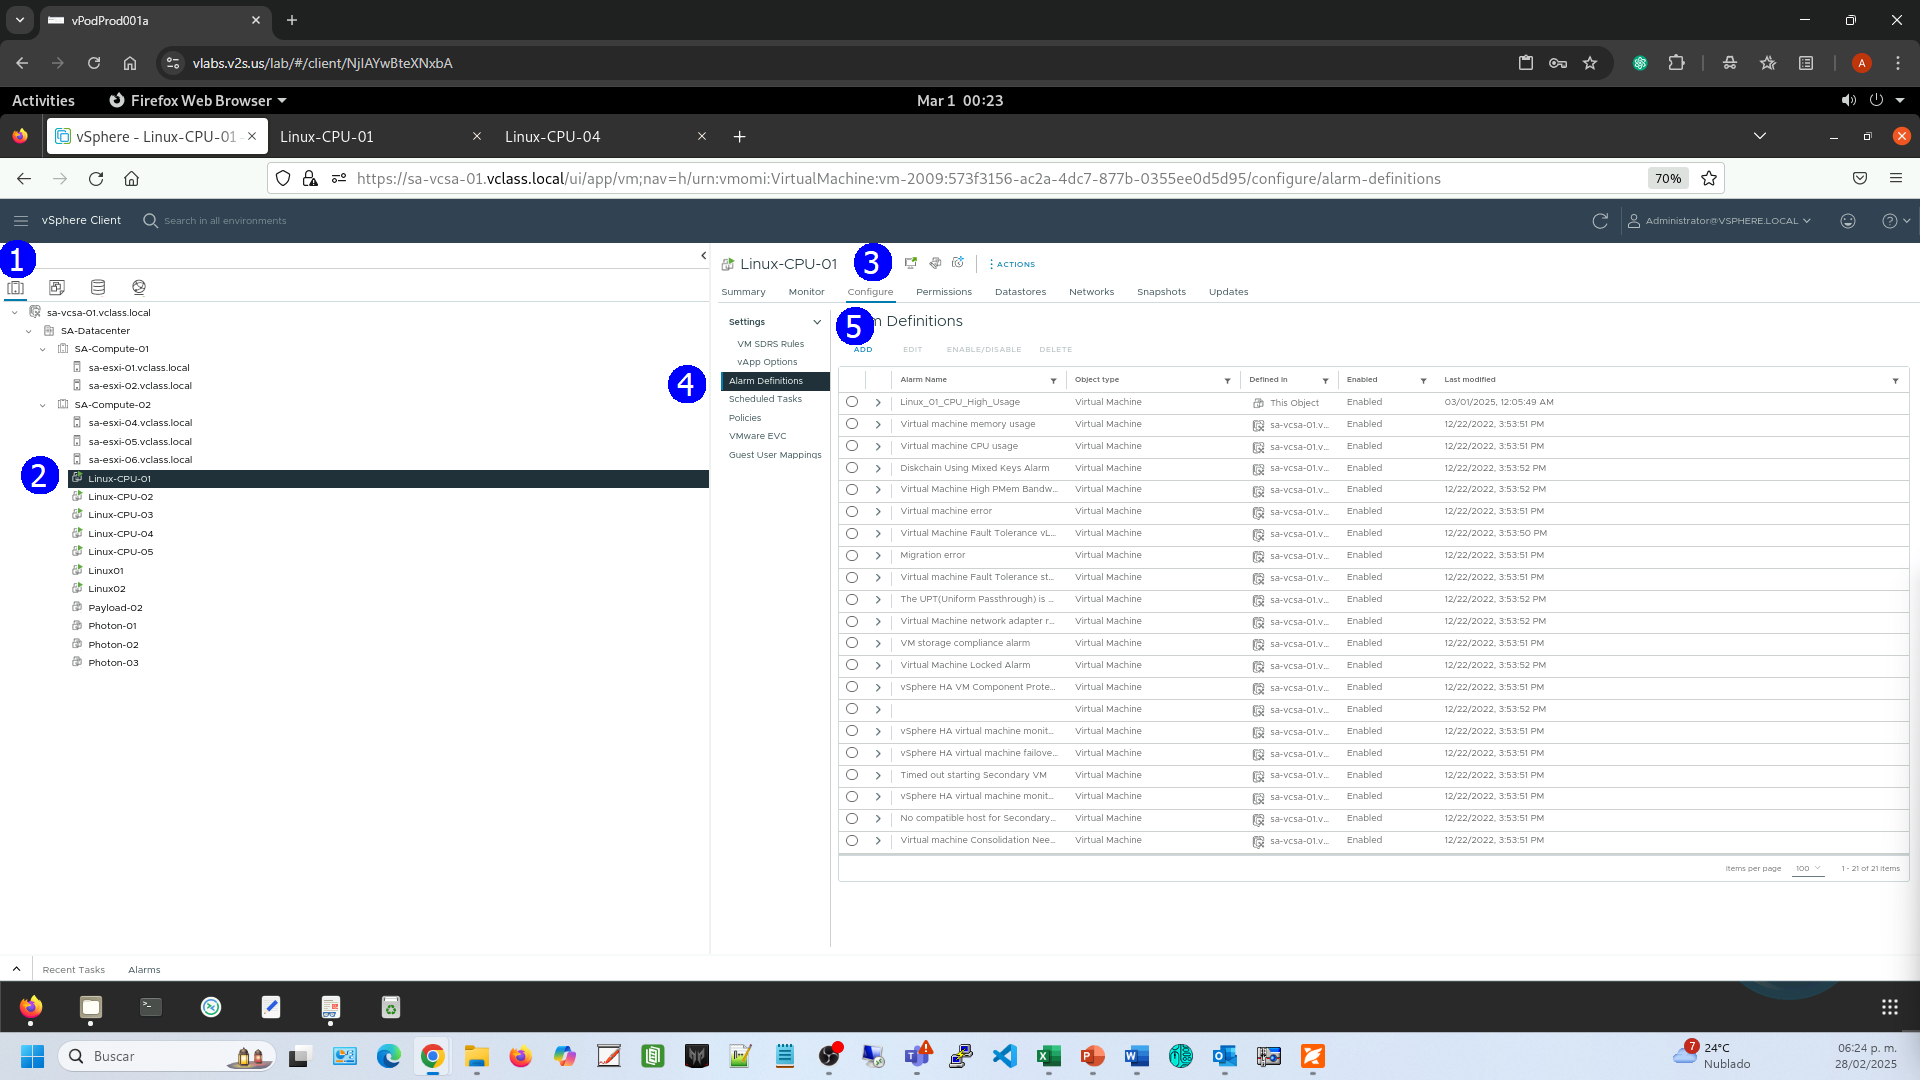 vPodProd001a
vlabs.v2s.us/lab/#/client/NjlAYwBteXNxbA
A
Activities
Firefox Web Browser
Mar 1 00:23
vSphere - Linux-CPU-01
Linux-CPU-01
Linux-CPU-04
https://sa-vcsa-01.vclass.local/ui/app/vm;nav=h/urn:vmomi:VirtualMachine:vm-2009:573f3156-ac2a-4dc7-877b-0355ee0d5d95/configure/alarm-definitions
70%
vSphere Client
Search in all environments
Administrator@VSPHERE.LOCAL
1
sa-vcsa-01.vclass.local
SA-Datacenter
SA-Compute-01
sa-esxi-01.vclass.local
sa-esxi-02.vclass.local
SA-Compute-02
sa-esxi-04.vclass.local
sa-esxi-05.vclass.local
sa-esxi-06.vclass.local
2
Linux-CPU-01
Linux-CPU-02
Linux-CPU-03
Linux-CPU-04
Linux-CPU-05
Linux01
Linux02
Payload-02
Photon-01
Photon-02
Photon-03
Linux-CPU-01
3
ACTIONS
Summary Monitor Configure Permissions Datastores Networks Snapshots Updates
Settings
VM SDRS Rules
vApp Options
4
Alarm Definitions
Scheduled Tasks
Policies
VMware EVC
Guest User Mappings
5
m Definitions
ADD EDIT ENABLE/DISABLE DELETE
Alarm Name Object type Defined In Enabled Last modified
Linux_01_CPU_High_Usage Virtual Machine This Object Enabled 03/01/2025, 12:05:49 AM
Virtual machine memory usage Virtual Machine sa-vcsa-01.v... Enabled 12/22/2022, 3:53:51 PM
Virtual machine CPU usage Virtual Machine sa-vcsa-01.v... Enabled 12/22/2022, 3:53:51 PM
Diskchain Using Mixed Keys Alarm Virtual Machine sa-vcsa-01.v... Enabled 12/22/2022, 3:53:52 PM
Virtual Machine High PMem Bandw... Virtual Machine sa-vcsa-01.v... Enabled 12/22/2022, 3:53:52 PM
Virtual machine error Virtual Machine sa-vcsa-01.v... Enabled 12/22/2022, 3:53:51 PM
Virtual Machine Fault Tolerance vL... Virtual Machine sa-vcsa-01.v... Enabled 12/22/2022, 3:53:50 PM
Migration error Virtual Machine sa-vcsa-01.v... Enabled 12/22/2022, 3:53:51 PM
Virtual machine Fault Tolerance st... Virtual Machine sa-vcsa-01.v... Enabled 12/22/2022, 3:53:51 PM
The UPT(Uniform Passthrough) is ... Virtual Machine sa-vcsa-01.v... Enabled 12/22/2022, 3:53:52 PM
Virtual Machine network adapter r... Virtual Machine sa-vcsa-01.v... Enabled 12/22/2022, 3:53:52 PM
VM storage compliance alarm Virtual Machine sa-vcsa-01.v... Enabled 12/22/2022, 3:53:51 PM
Virtual Machine Locked Alarm Virtual Machine sa-vcsa-01.v... Enabled 12/22/2022, 3:53:52 PM
vSphere HA VM Component Prote... Virtual Machine sa-vcsa-01.v... Enabled 12/22/2022, 3:53:51 PM
Virtual Machine sa-vcsa-01.v... Enabled 12/22/2022, 3:53:52 PM
vSphere HA virtual machine monit... Virtual Machine sa-vcsa-01.v... Enabled 12/22/2022, 3:53:51 PM
vSphere HA virtual machine failove... Virtual Machine sa-vcsa-01.v... Enabled 12/22/2022, 3:53:51 PM
Timed out starting Secondary VM Virtual Machine sa-vcsa-01.v... Enabled 12/22/2022, 3:53:51 PM
vSphere HA virtual machine monit... Virtual Machine sa-vcsa-01.v... Enabled 12/22/2022, 3:53:51 PM
No compatible host for Secondary... Virtual Machine sa-vcsa-01.v... Enabled 12/22/2022, 3:53:51 PM
Virtual machine Consolidation Nee... Virtual Machine sa-vcsa-01.v... Enabled 12/22/2022, 3:53:51 PM
Items per page 100 1 - 21 of 21 items
Recent Tasks Alarms
Buscar
7
24°C
Nublado
06:24 p. m.
28/02/2025